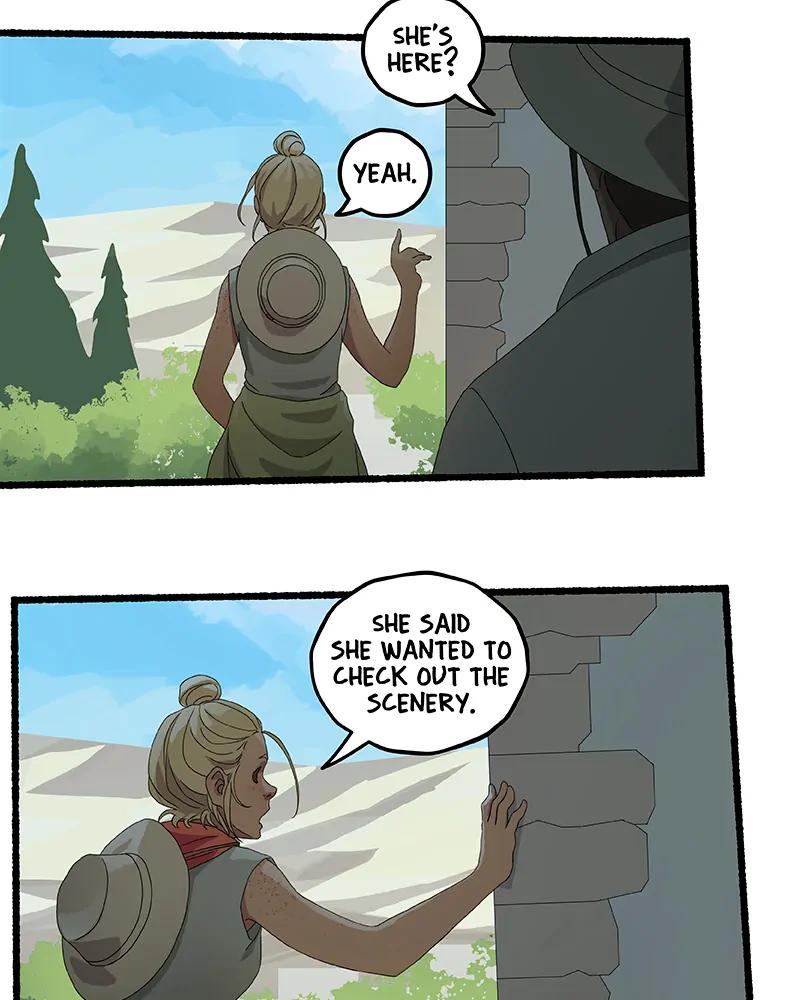 SHE'S
HERE?
YEAH.
SHE SAID
SHE WANTED TO
CHECK OUT THE
SCENERY.